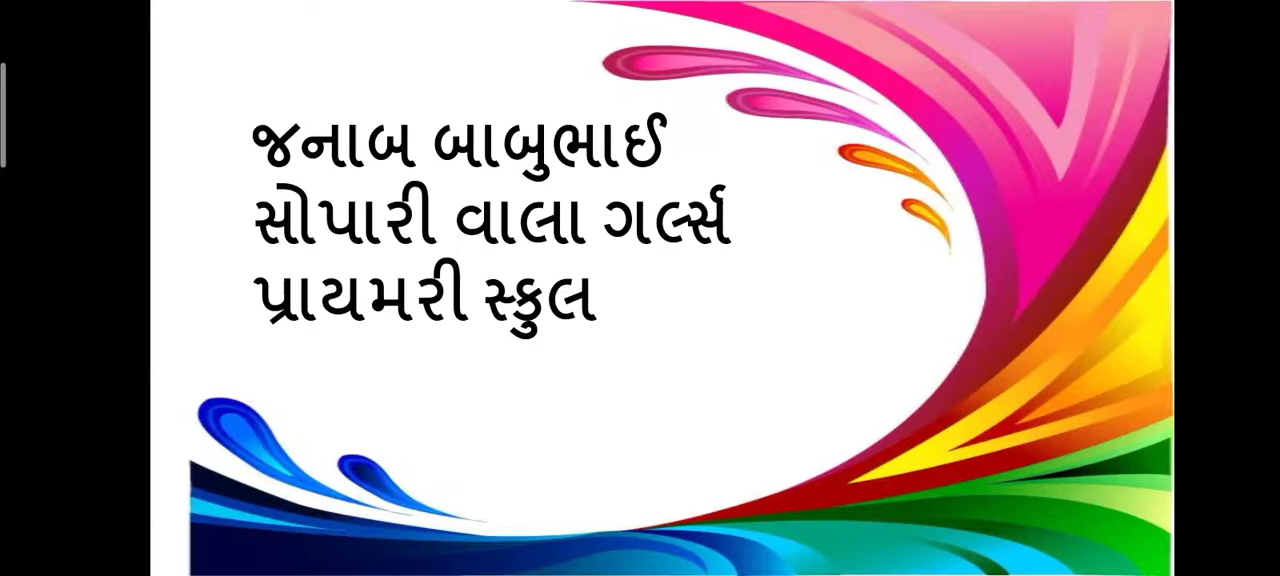 જનાબ બાબુભાઈ
સોપારી વાલા ગર્લ્સ
પ્રાયમરી સ્કુલ